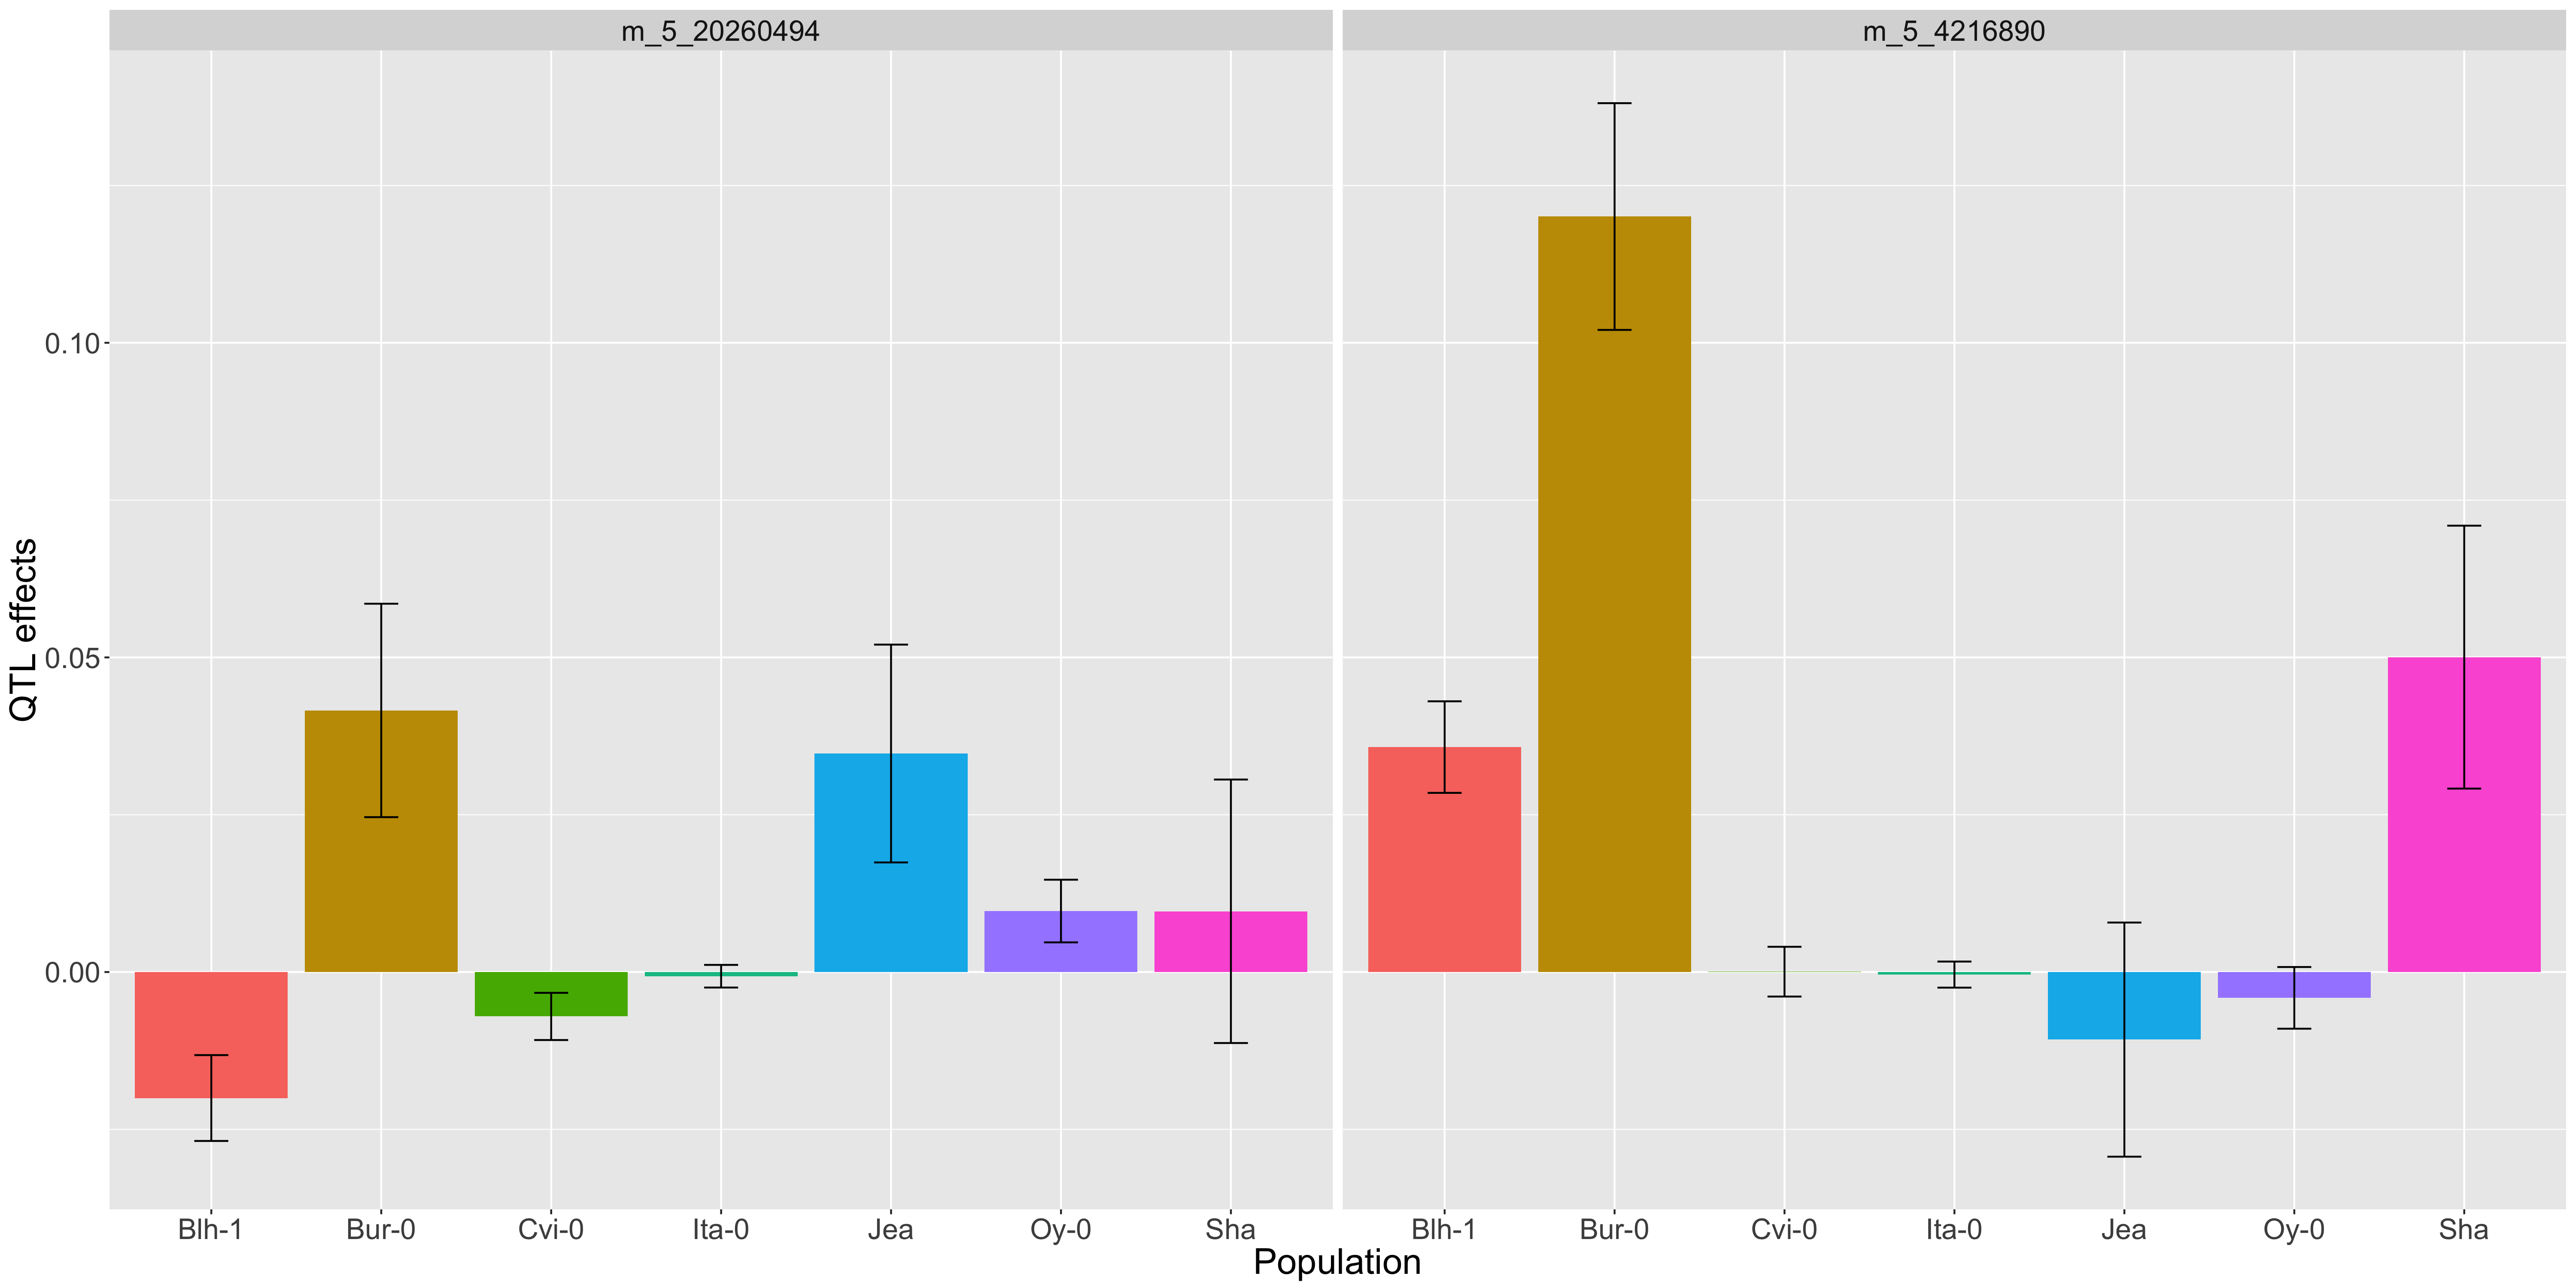 m_5_20260494
m_5_4216890
QTL effects
0.10
0.05
0.00
Blh-1 Bur-0 Cvi-0 Ita-0 Jea Oy-0 Sha
Blh-1 Bur-0 Cvi-0 Ita-0 Jea Oy-0 Sha
Population